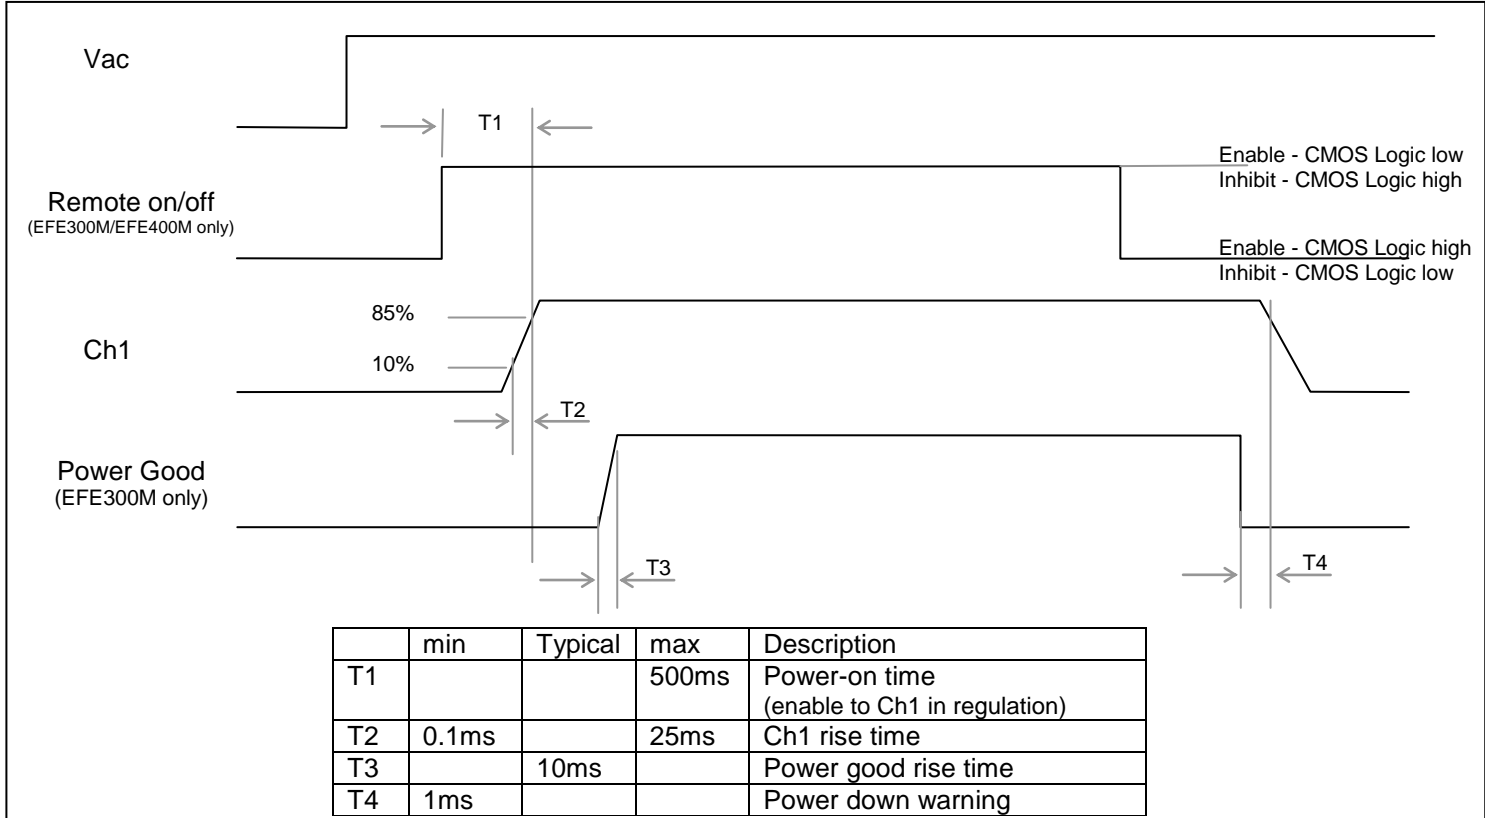 Vac
T1
Enable - CMOS Logic low
Inhibit - CMOS Logic high
Remote on/off
(EFE300M/EFE400M only)
Enable - CMOS Logic high
Inhibit - CMOS Logic low
85%
Ch1
10%
T2
Power Good
(EFE300M only)
T3
T4
min Typical max Description
T1 500ms Power-on time
(enable to Ch1 in regulation)
T2 0.1ms 25ms Ch1 rise time
T3 10ms Power good rise time
T4 1ms Power down warning